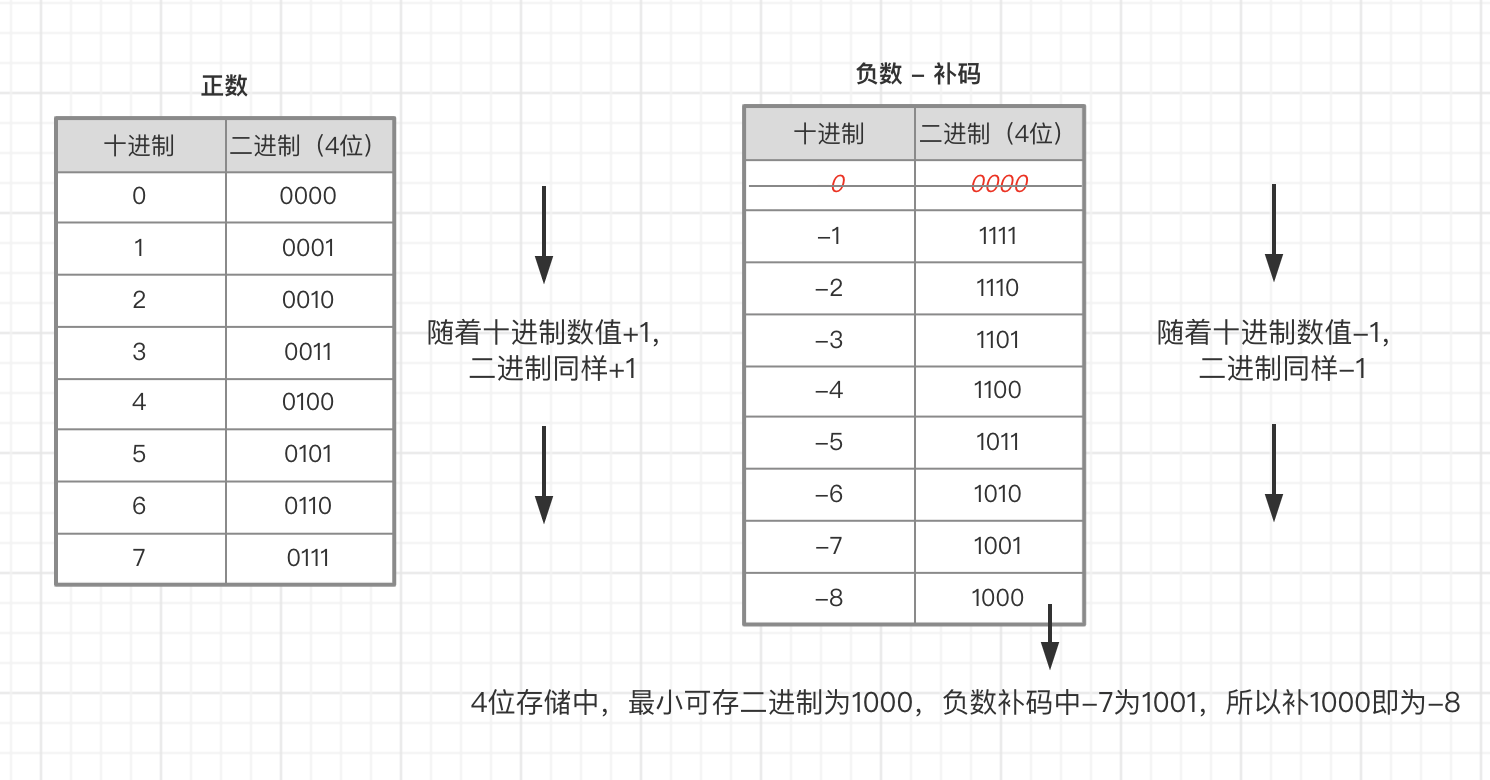 正数
十进制 二进制（4位）
0 0000
1 0001
2 0010
3 0011
4 0100
5 0101
6 0110
7 0111
随着十进制数值+1,
二进制同样+1
负数 – 补码
十进制 二进制（4位）
0 0000
–1 1111
–2 1110
–3 1101
–4 1100
–5 1011
–6 1010
–7 1001
–8 1000
随着十进制数值–1,
二进制同样–1
4位存储中，最小可存二进制为1000，负数补码中–7为1001，所以补1000即为–8